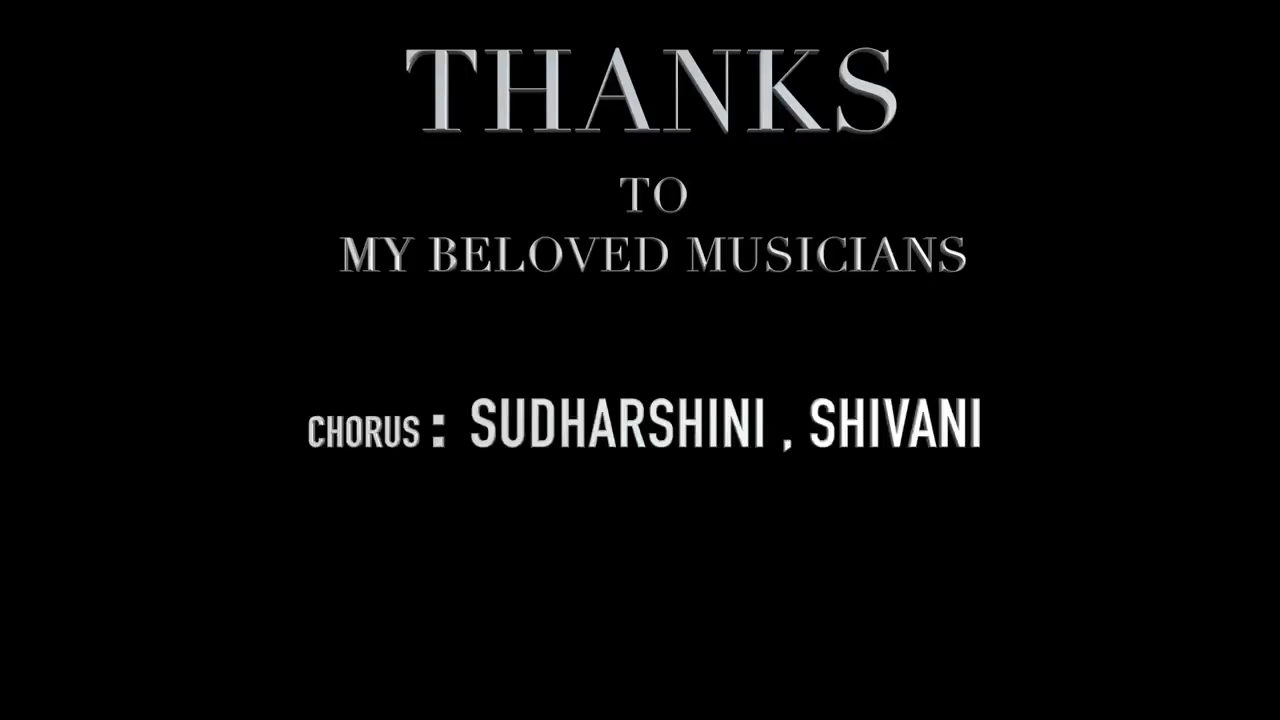 THANKS
TO
MY BELOVED MUSICIANS
CHORUS : SUDHARSHINI , SHIVANI